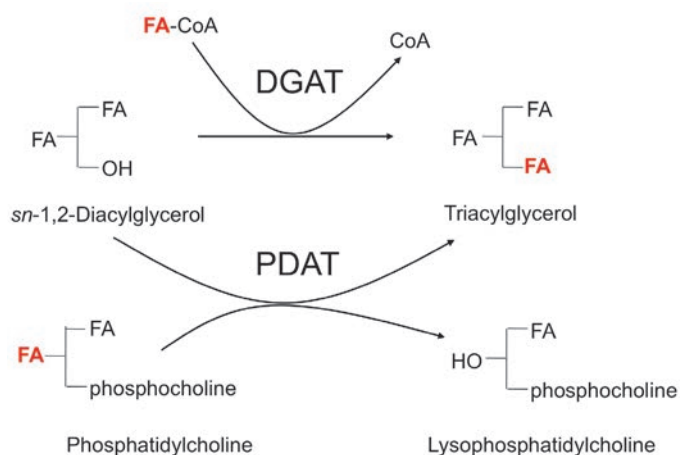 FA-CoA
CoA
DGAT
FA
FA
OH
FA
FA
FA
sn-1,2-Diacylglycerol
Triacylglycerol
PDAT
FA
FA
phosphocholine
FA
HO
phosphocholine
Phosphatidylcholine
Lysophosphatidylcholine